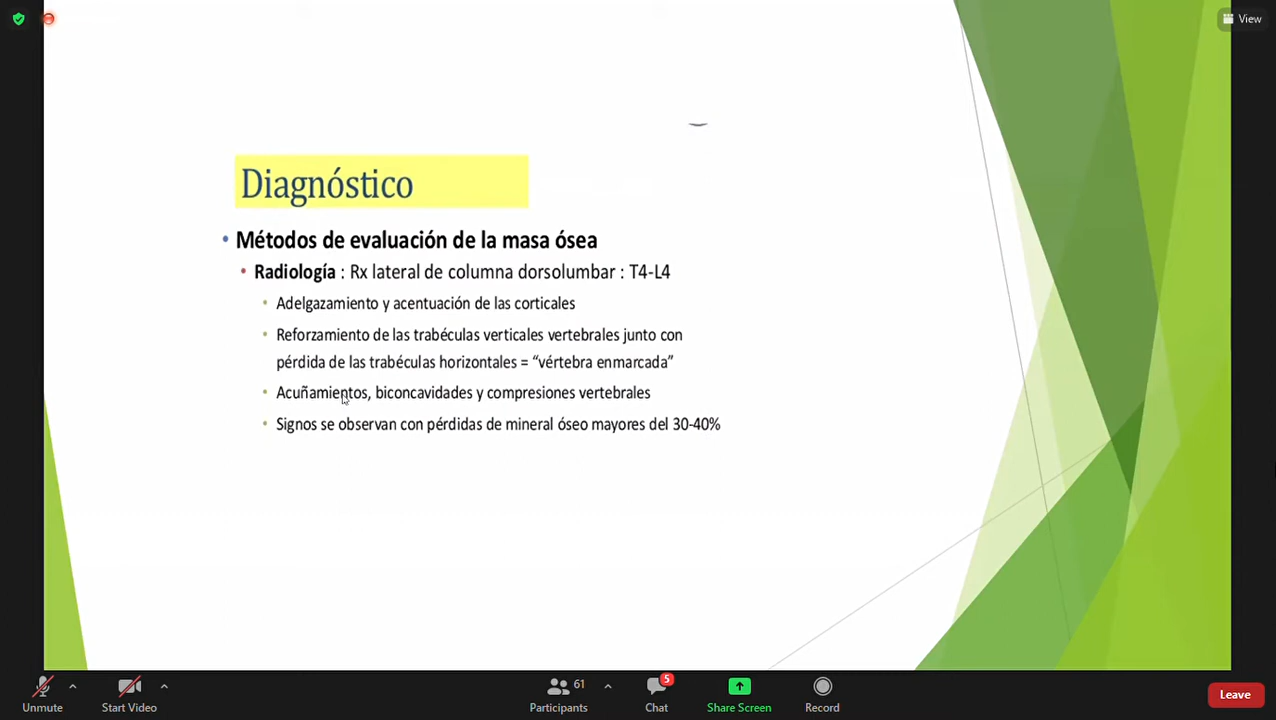 View
Diagnóstico
• Métodos de evaluación de la masa ósea
• Radiología : Rx lateral de columna dorsolumbar : T4-L4
• Adelgazamiento y acentuación de las corticales
• Reforzamiento de las trabéculas verticales vertebrales junto con
pérdida de las trabéculas horizontales = “vértebra enmarcada”
• Acuñamientos, biconcavidades y compresiones vertebrales
• Signos se observan con pérdidas de mineral óseo mayores del 30-40%
61
5
Unmute
Start Video
Participants
Chat
Share Screen
Record
Leave